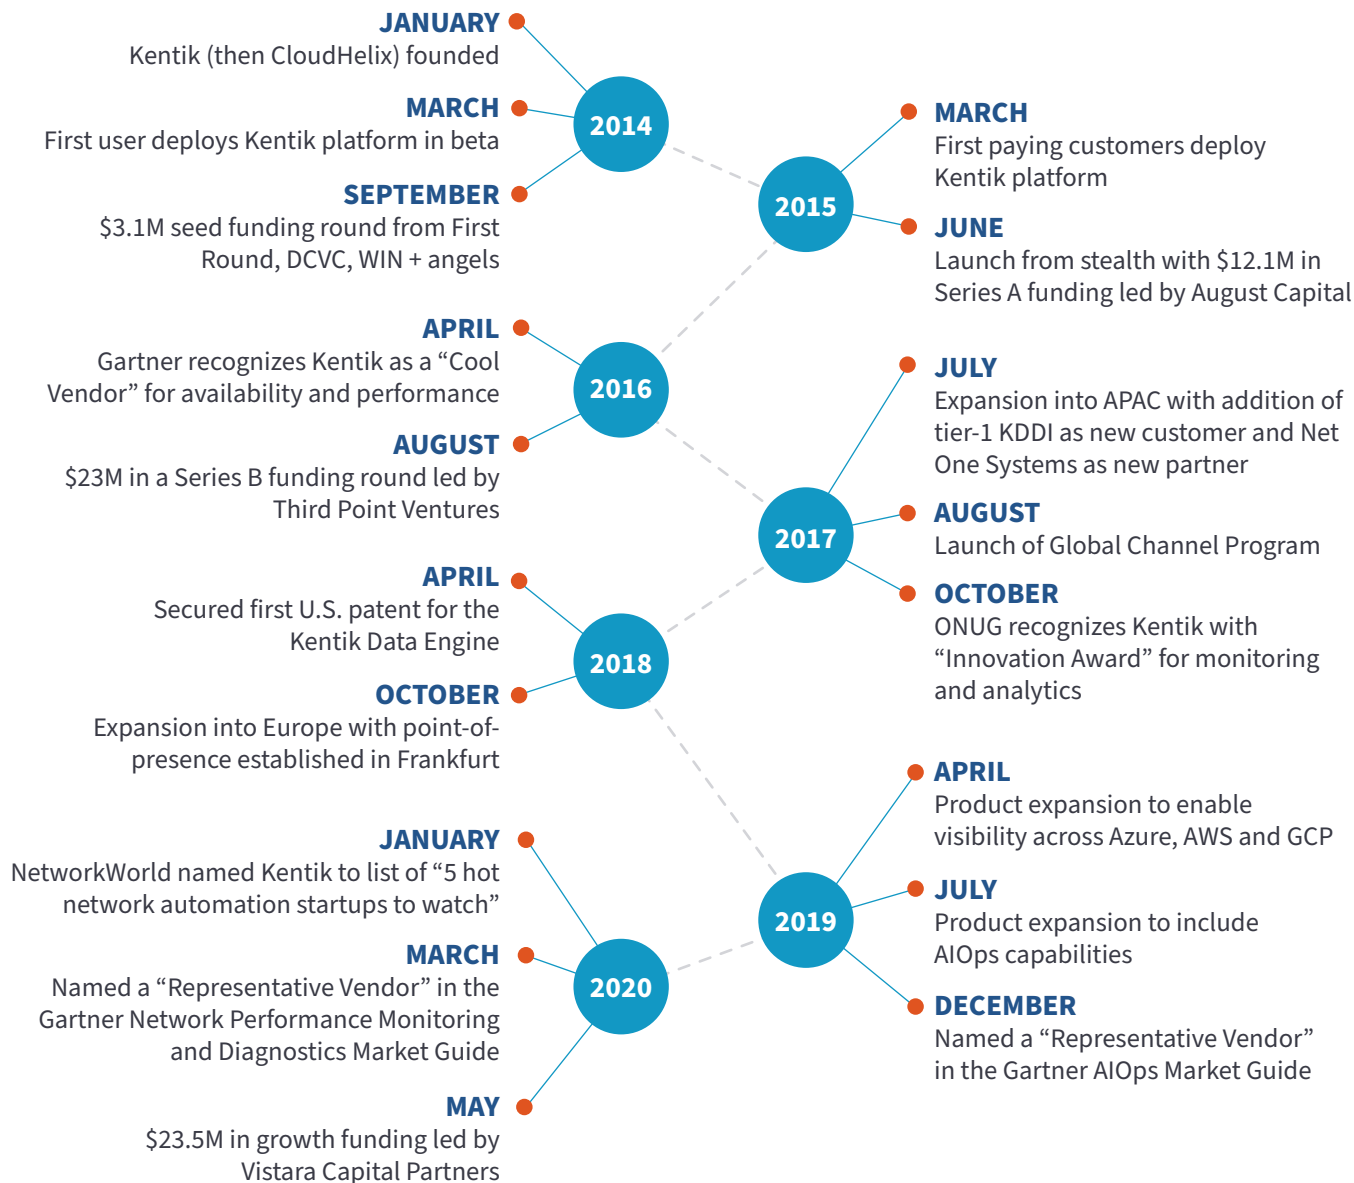 JANUARY
Kentik (then CloudHelix) founded
MARCH
First user deploys Kentik platform in beta
SEPTEMBER
$3.1M seed funding round from First
Round, DCVC, WIN + angels
2014
2015
MARCH
First paying customers deploy
Kentik platform
JUNE
Launch from stealth with $12.1M in
Series A funding led by August Capital
APRIL
Gartner recognizes Kentik as a “Cool
Vendor” for availability and performance
AUGUST
$23M in a Series B funding round led by
Third Point Ventures
2016
2017
JULY
Expansion into APAC with addition of
tier-1 KDDI as new customer and Net
One Systems as new partner
AUGUST
Launch of Global Channel Program
OCTOBER
ONUG recognizes Kentik with
“Innovation Award” for monitoring
and analytics
APRIL
Secured first U.S. patent for the
Kentik Data Engine
OCTOBER
Expansion into Europe with point-of-
presence established in Frankfurt
2018
2019
APRIL
Product expansion to enable
visibility across Azure, AWS and GCP
JULY
Product expansion to include
AIOps capabilities
DECEMBER
Named a “Representative Vendor”
in the Gartner AIOps Market Guide
JANUARY
NetworkWorld named Kentik to list of “5 hot
network automation startups to watch”
MARCH
Named a “Representative Vendor” in the
Gartner Network Performance Monitoring
and Diagnostics Market Guide
MAY
$23.5M in growth funding led by
Vistara Capital Partners
2020